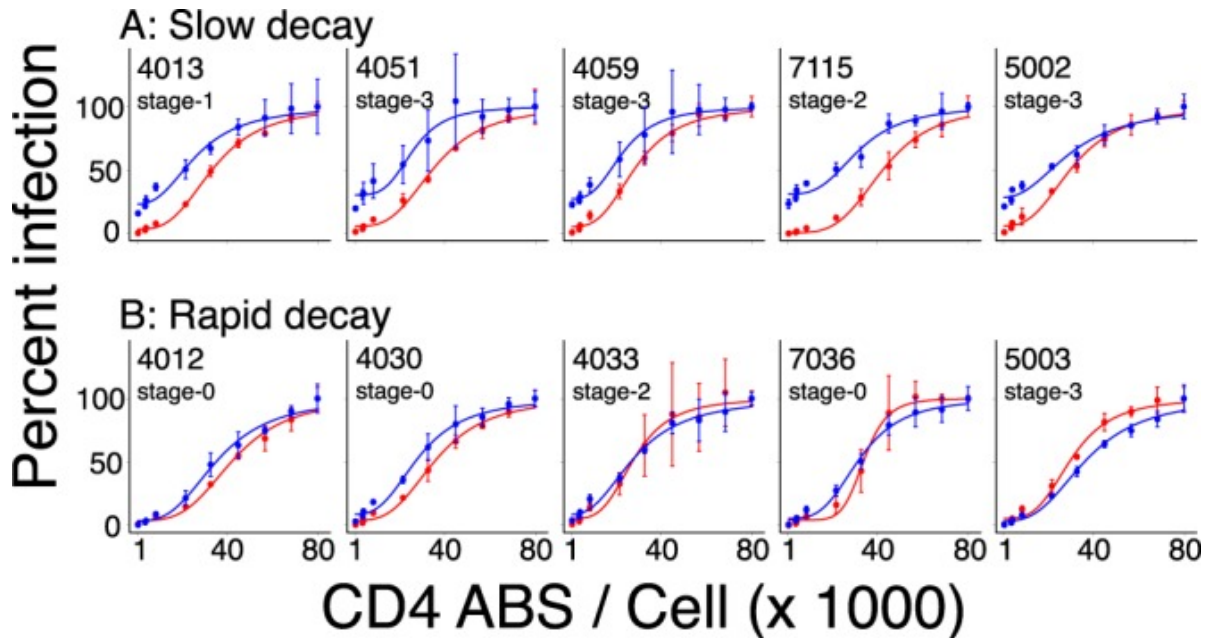 A: Slow decay
Percent infection
4013
stage-1
4051
stage-3
4059
stage-3
7115
stage-2
5002
stage-3
100
50
0
B: Rapid decay
4012
stage-0
4030
stage-0
4033
stage-2
7036
stage-0
5003
stage-3
100
50
0
1 40 80 1 40 80 1 40 80 1 40 80 1 40 80
CD4 ABS / Cell (x 1000)